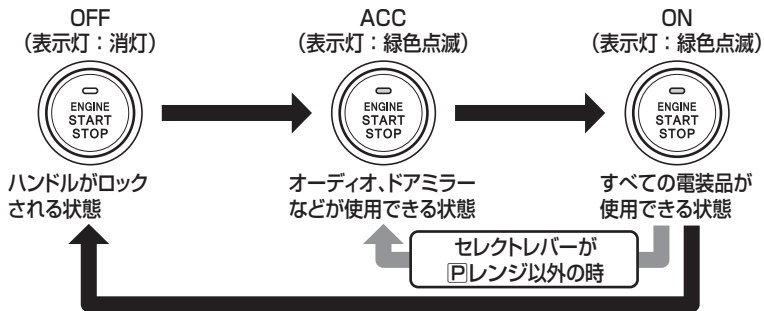 OFF
(表示灯：消灯)
ACC
(表示灯：緑色点滅)
ON
(表示灯：緑色点滅)
ENGINE
START
STOP
ENGINE
START
STOP
ENGINE
START
STOP
ハンドルがロック
される状態
オーディオ、ドアミラー
などが使用できる状態
すべての電装品が
使用できる状態
セレクトレバーが
Pレンジ以外の時